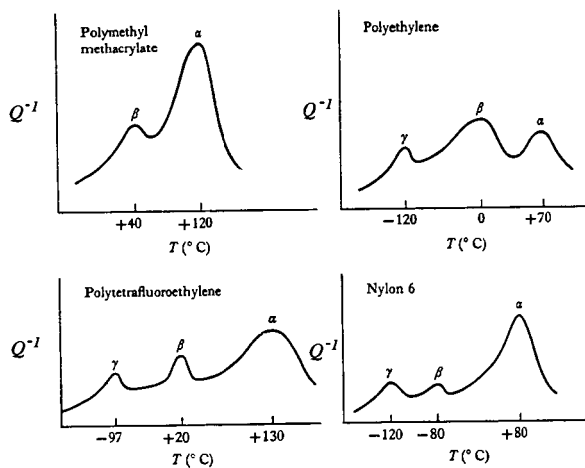 Polymethyl
methacrylate
α
β
Q⁻¹
+40
+120
T (° C)
Polyethylene
γ
β
α
Q⁻¹
−120
0
+70
T (° C)
Polytetrafluoroethylene
γ
β
α
Q⁻¹
−97
+20
+130
T (° C)
Nylon 6
α
γ
β
Q⁻¹
−120
−80
+80
T (° C)